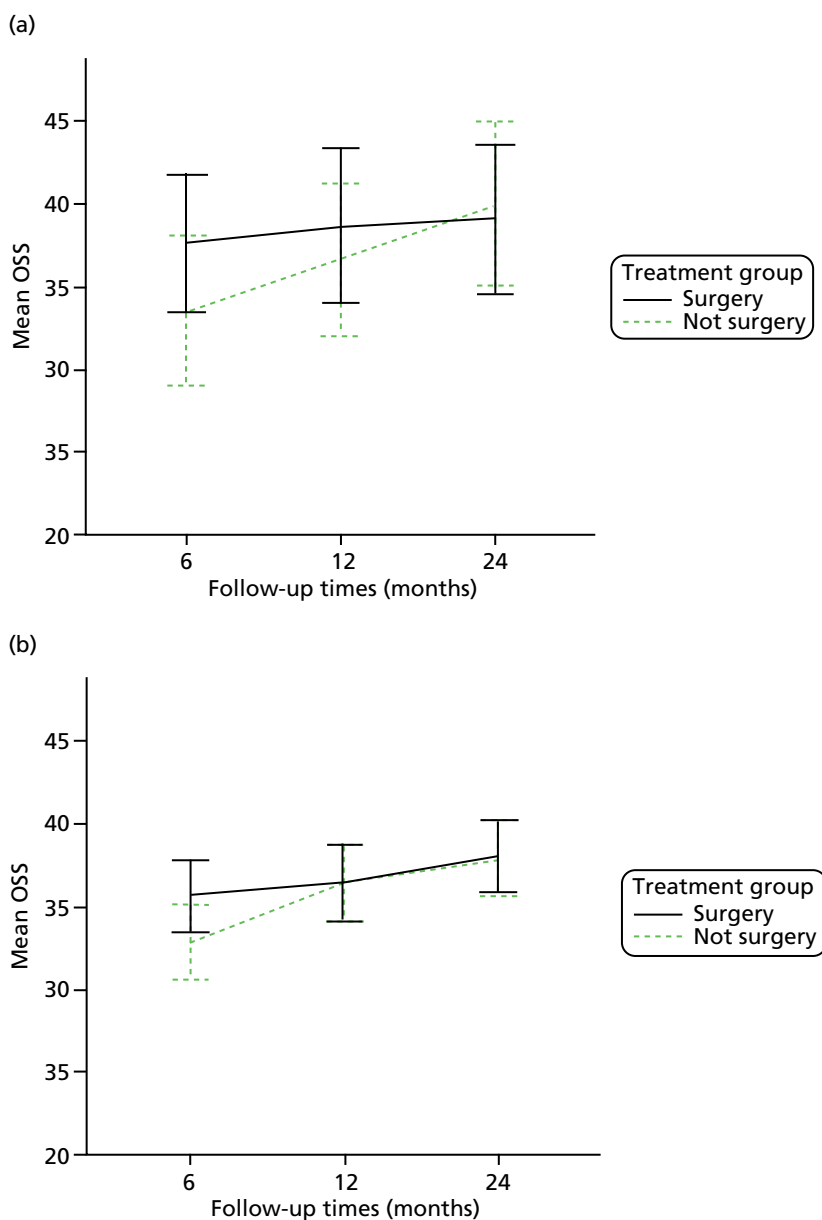 (a)
45
40
35
30
35
20
Mean OSS
6 12 24
Follow-up times (months)
Treatment group
Surgery
Not surgery
(b)
45
40
35
30
35
20
Mean OSS
6 12 24
Follow-up times (months)
Treatment group
Surgery
Not surgery